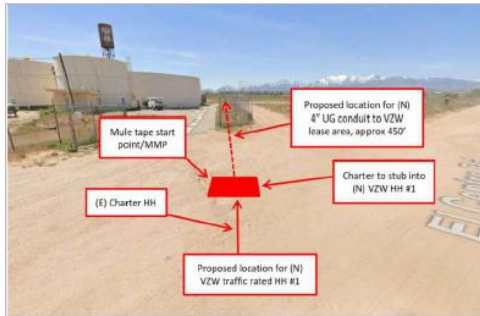 Proposed location for (N)
4" UG conduit to VZW
lease area, approx 450'
Mule tape start
point/MMP
Charter to stub into
(N) VZW HH #1
(E) Charter HH
Proposed location for (N)
VZW traffic rated HH #1